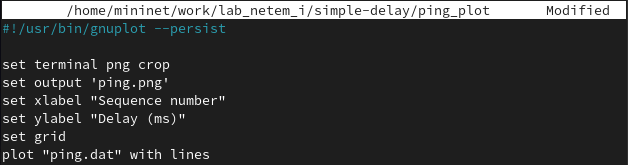 /home/mininet/work/lab_netem_i/simple-delay/ping_plot Modified
#!/usr/bin/gnuplot --persist
set terminal png crop
set output 'ping.png'
set xlabel "Sequence number"
set ylabel "Delay (ms)"
set grid
plot "ping.dat" with lines